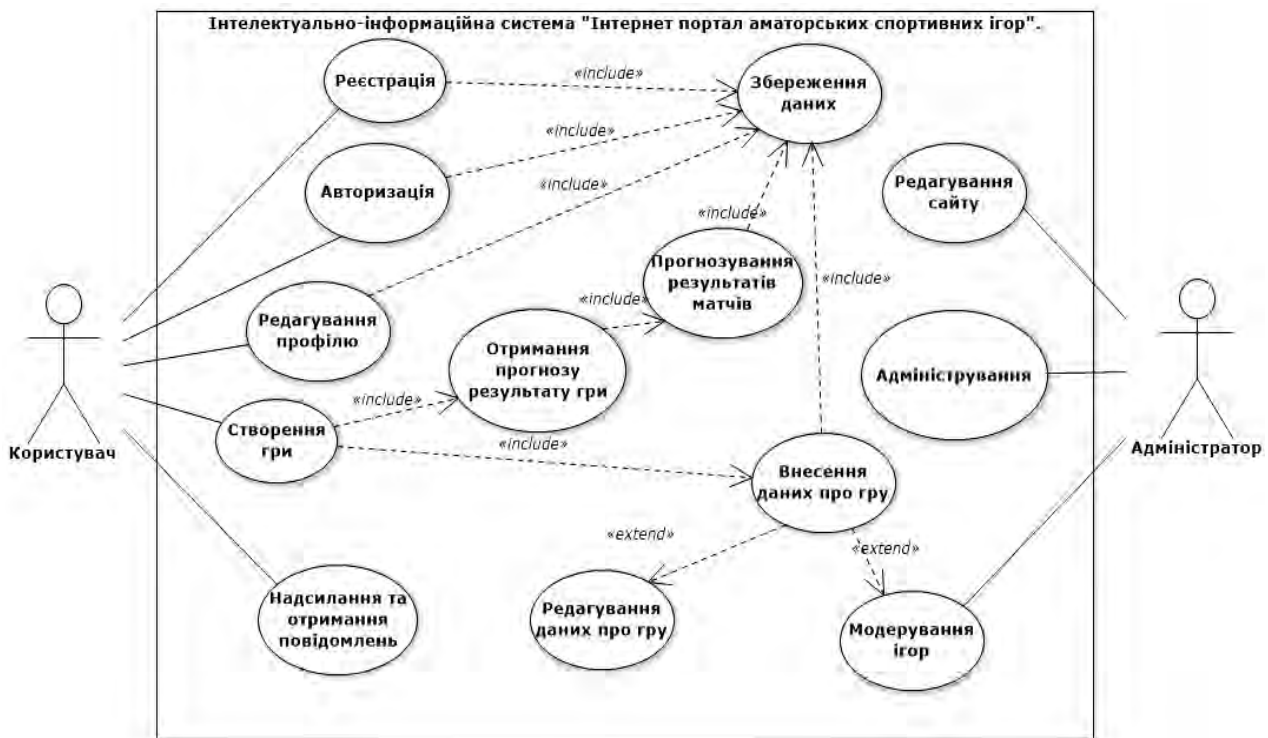 Інтелектуально-інформаційна система "Інтернет портал аматорських спортивних ігор".
Реєстрація
«include»
Збереження
даних
«include»
Авторизація
«include»
Редагування
сайту
«include»
Прогнозування
результатів
матчів
«include»
«include»
Редагування
профілю
Отримання
прогнозу
результату гри
Адміністрування
«include»
Створення
гри
«include»
Користувач
Адміністратор
Внесення
даних про гру
«extend»
«extend»
Надсилання та
отримання
повідомлень
Редагування
даних про гру
Модерування
ігор